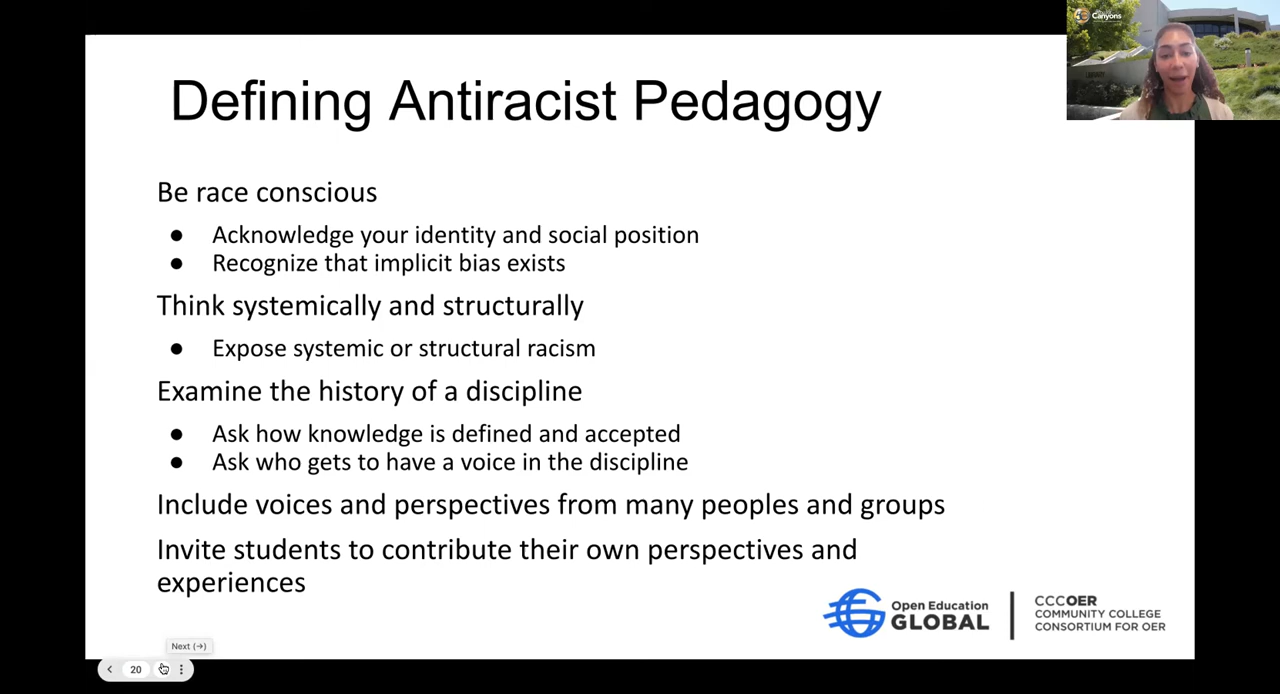 Canyons
Defining Antiracist Pedagogy
Be race conscious
● Acknowledge your identity and social position
● Recognize that implicit bias exists
Think systemically and structurally
● Expose systemic or structural racism
Examine the history of a discipline
● Ask how knowledge is defined and accepted
● Ask who gets to have a voice in the discipline
Include voices and perspectives from many peoples and groups
Invite students to contribute their own perspectives and
experiences
Open Education
GLOBAL
CCCOER
COMMUNITY COLLEGE
CONSORTIUM FOR OER
Next (→)
20